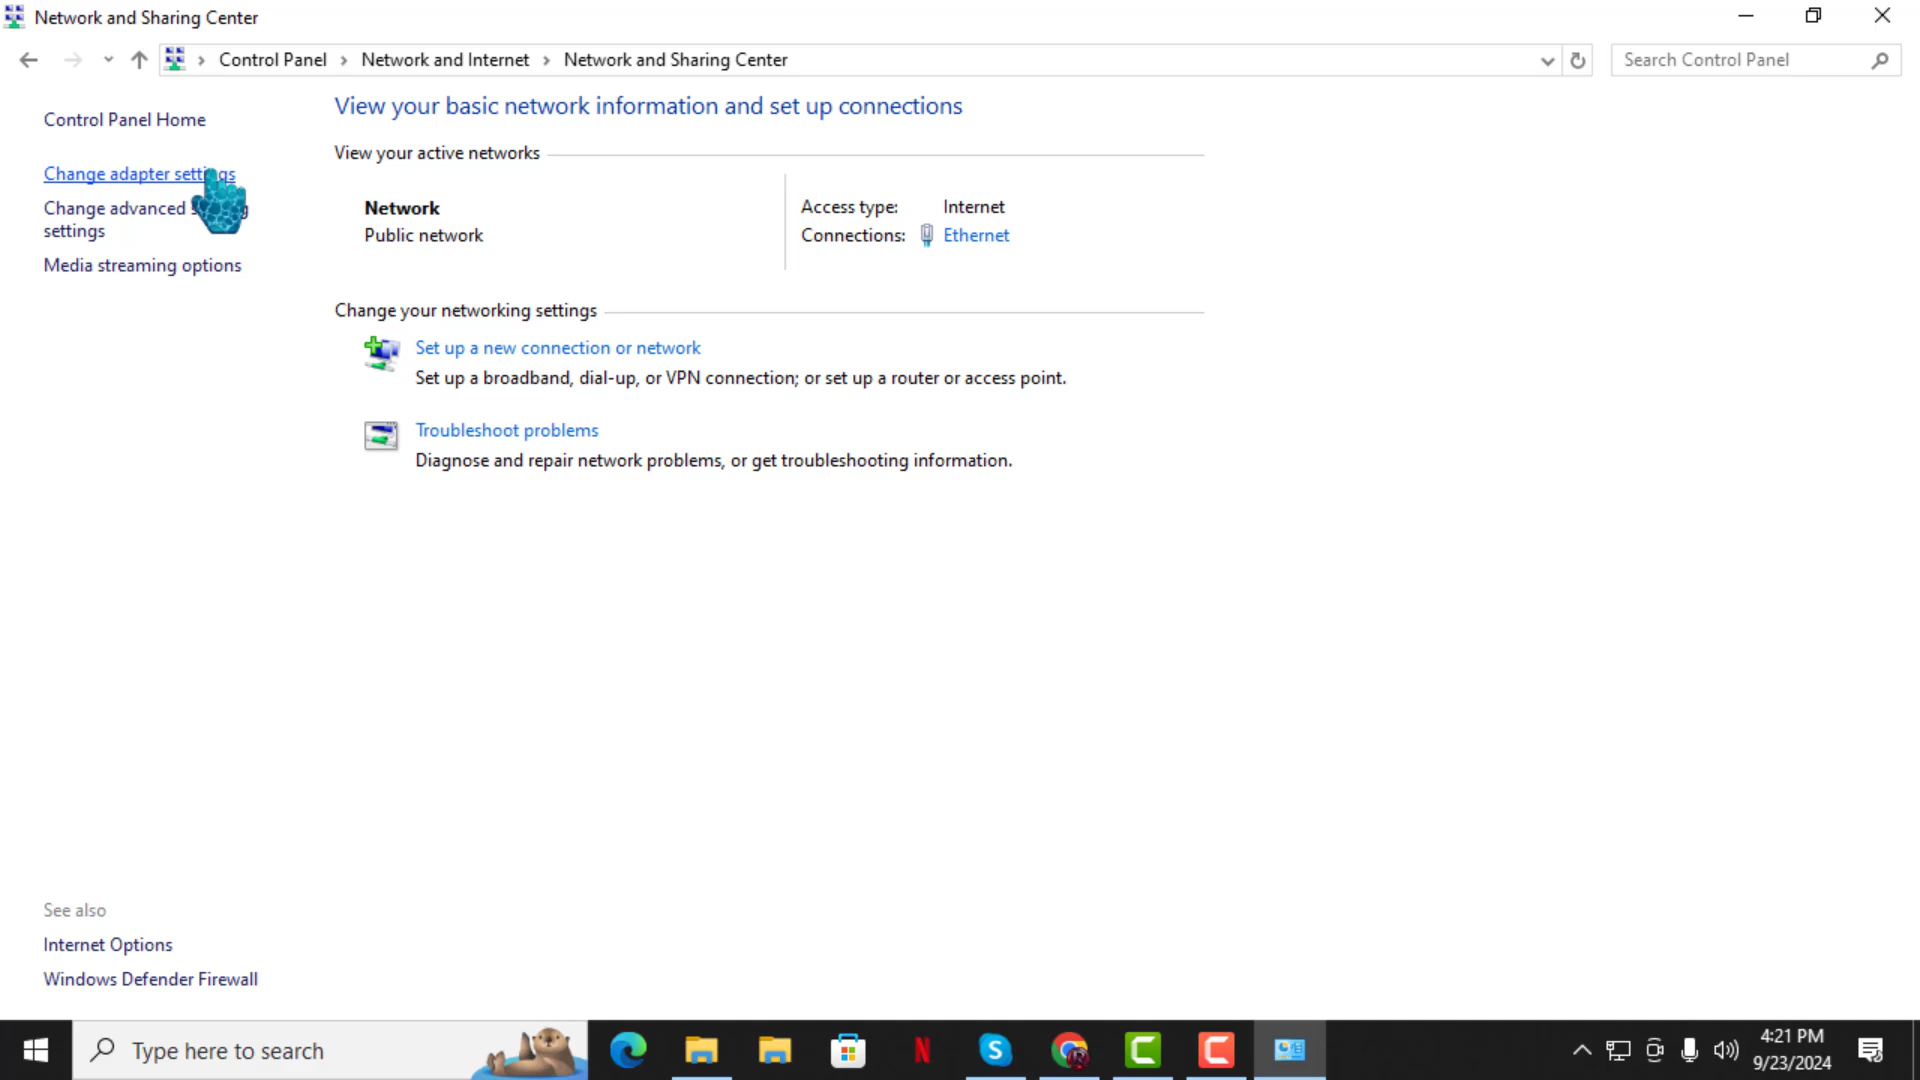 Network and Sharing Center
Control Panel
Network and Internet
Network and Sharing Center
Search Control Panel
Control Panel Home
Change adapter settings
Change advanced
settings
Media streaming options
View your basic network information and set up connections
View your active networks
Network
Public network
Access type: Internet
Connections: Ethernet
Change your networking settings
Set up a new connection or network
Set up a broadband, dial-up, or VPN connection; or set up a router or access point.
Troubleshoot problems
Diagnose and repair network problems, or get troubleshooting information.
See also
Internet Options
Windows Defender Firewall
Type here to search
4:21 PM
9/23/2024